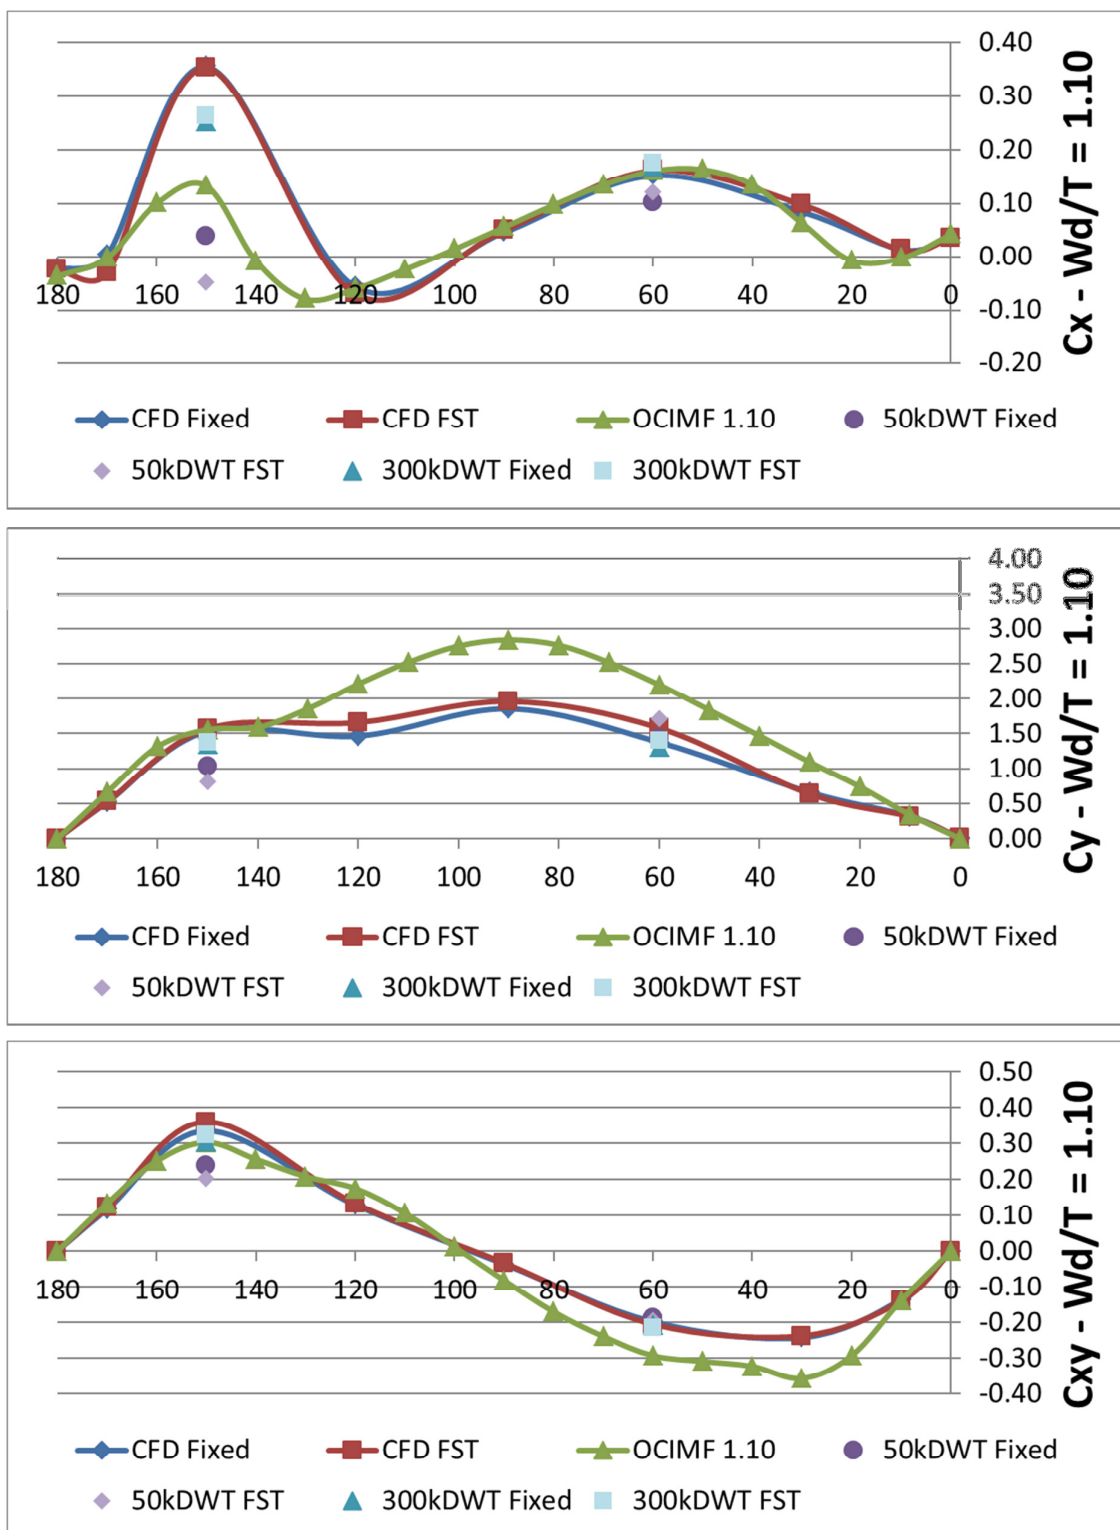 0.40
0.30
0.20
0.10
0.00
180 160 140 120 100 80 60 40 20 0
-0.10
-0.20
Cx - Wd/T = 1.10
CFD Fixed CFD FST OCIMF 1.10 50kDWT Fixed
50kDWT FST 300kDWT Fixed 300kDWT FST
4.00
3.50
3.00
2.50
2.00
1.50
1.00
0.50
0.00
180 160 140 120 100 80 60 40 20 0
Cy - Wd/T = 1.10
CFD Fixed CFD FST OCIMF 1.10 50kDWT Fixed
50kDWT FST 300kDWT Fixed 300kDWT FST
0.50
0.40
0.30
0.20
0.10
0.00
180 160 140 120 100 80 60 40 20 0
-0.10
-0.20
-0.30
-0.40
Cxy - Wd/T = 1.10
CFD Fixed CFD FST OCIMF 1.10 50kDWT Fixed
50kDWT FST 300kDWT Fixed 300kDWT FST